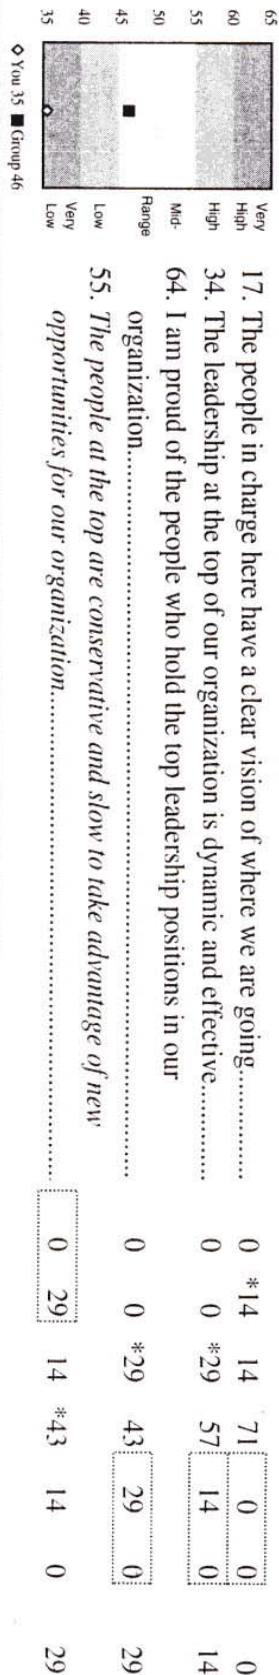 65
55
45
35
Very
High
High
Mid-
Range
Low
Very
Low
◇ You 35 ■ Group 46
17. The people in charge here have a clear vision of where we are going.............. 0 *14 14 71 0 0 0
34. The leadership at the top of our organization is dynamic and effective............ 0 0 *29 57 14 0 14
64. I am proud of the people who hold the top leadership positions in our
organization.............................................................................. 0 0 *29 43 29 0 29
55. The people at the top are conservative and slow to take advantage of new
opportunities for our organization.................................................... 0 29 14 *43 14 0 29